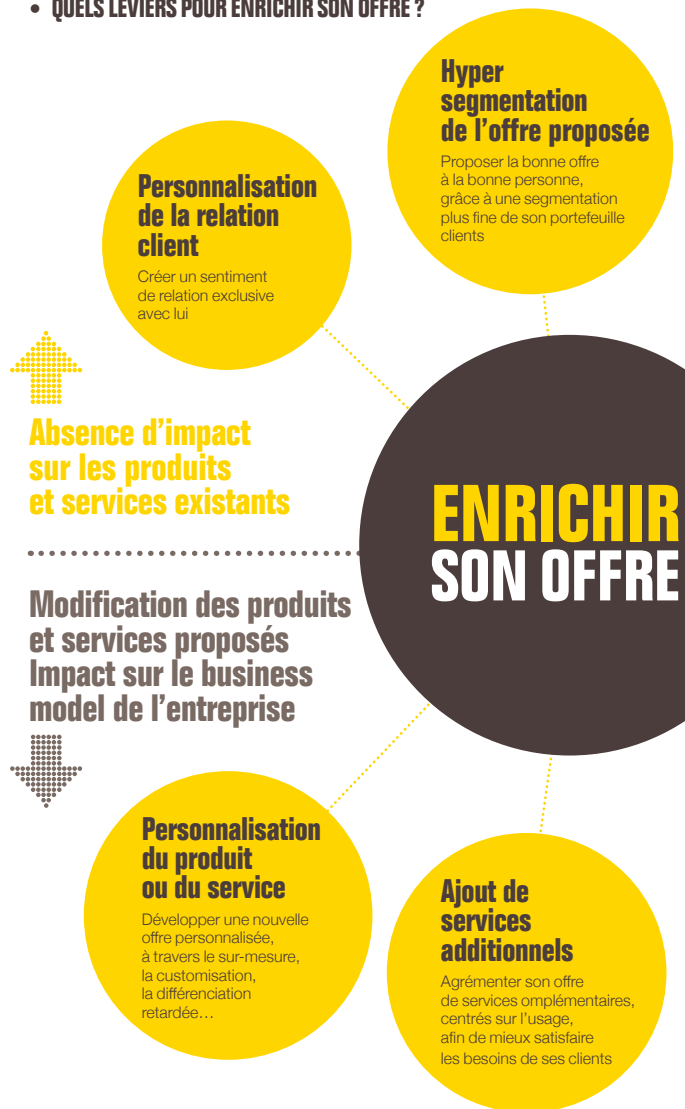 • QUELS LEVIERS POUR ENRICHIR SON OFFRE ?
Hyper
segmentation
de l'offre proposée
Proposer la bonne offre
à la bonne personne,
grâce à une segmentation
plus fine de son portefeuille
clients
Personnalisation
de la relation
client
Créer un sentiment
de relation exclusive
avec lui
Absence d'impact
sur les produits
et services existants
ENRICHIR
SON OFFRE
Modification des produits
et services proposés
Impact sur le business
model de l'entreprise
Personnalisation
du produit
ou du service
Développer une nouvelle
offre personnalisée,
à travers le sur-mesure,
la customisation,
la différenciation
retardée…
Ajout de
services
additionnels
Agrémenter son offre
de services omplémentaires,
centrés sur l'usage,
afin de mieux satisfaire
les besoins de ses clients